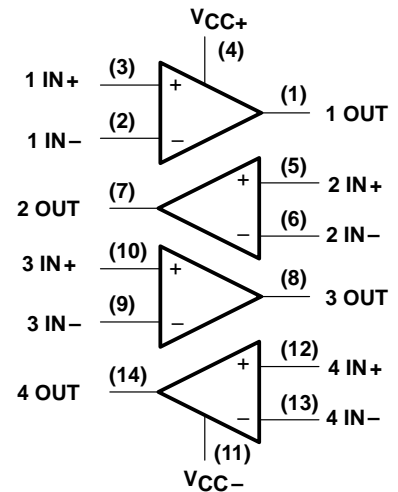 VCC+
(4)
1 IN+ (3)
+
(1) 1 OUT
1 IN− (2)
−
(5) 2 IN+
+
2 OUT (7)
(6) 2 IN−
−
3 IN+ (10)
+
(8) 3 OUT
3 IN− (9)
−
(12) 4 IN+
+
4 OUT (14)
(13) 4 IN−
−
(11)
VCC−